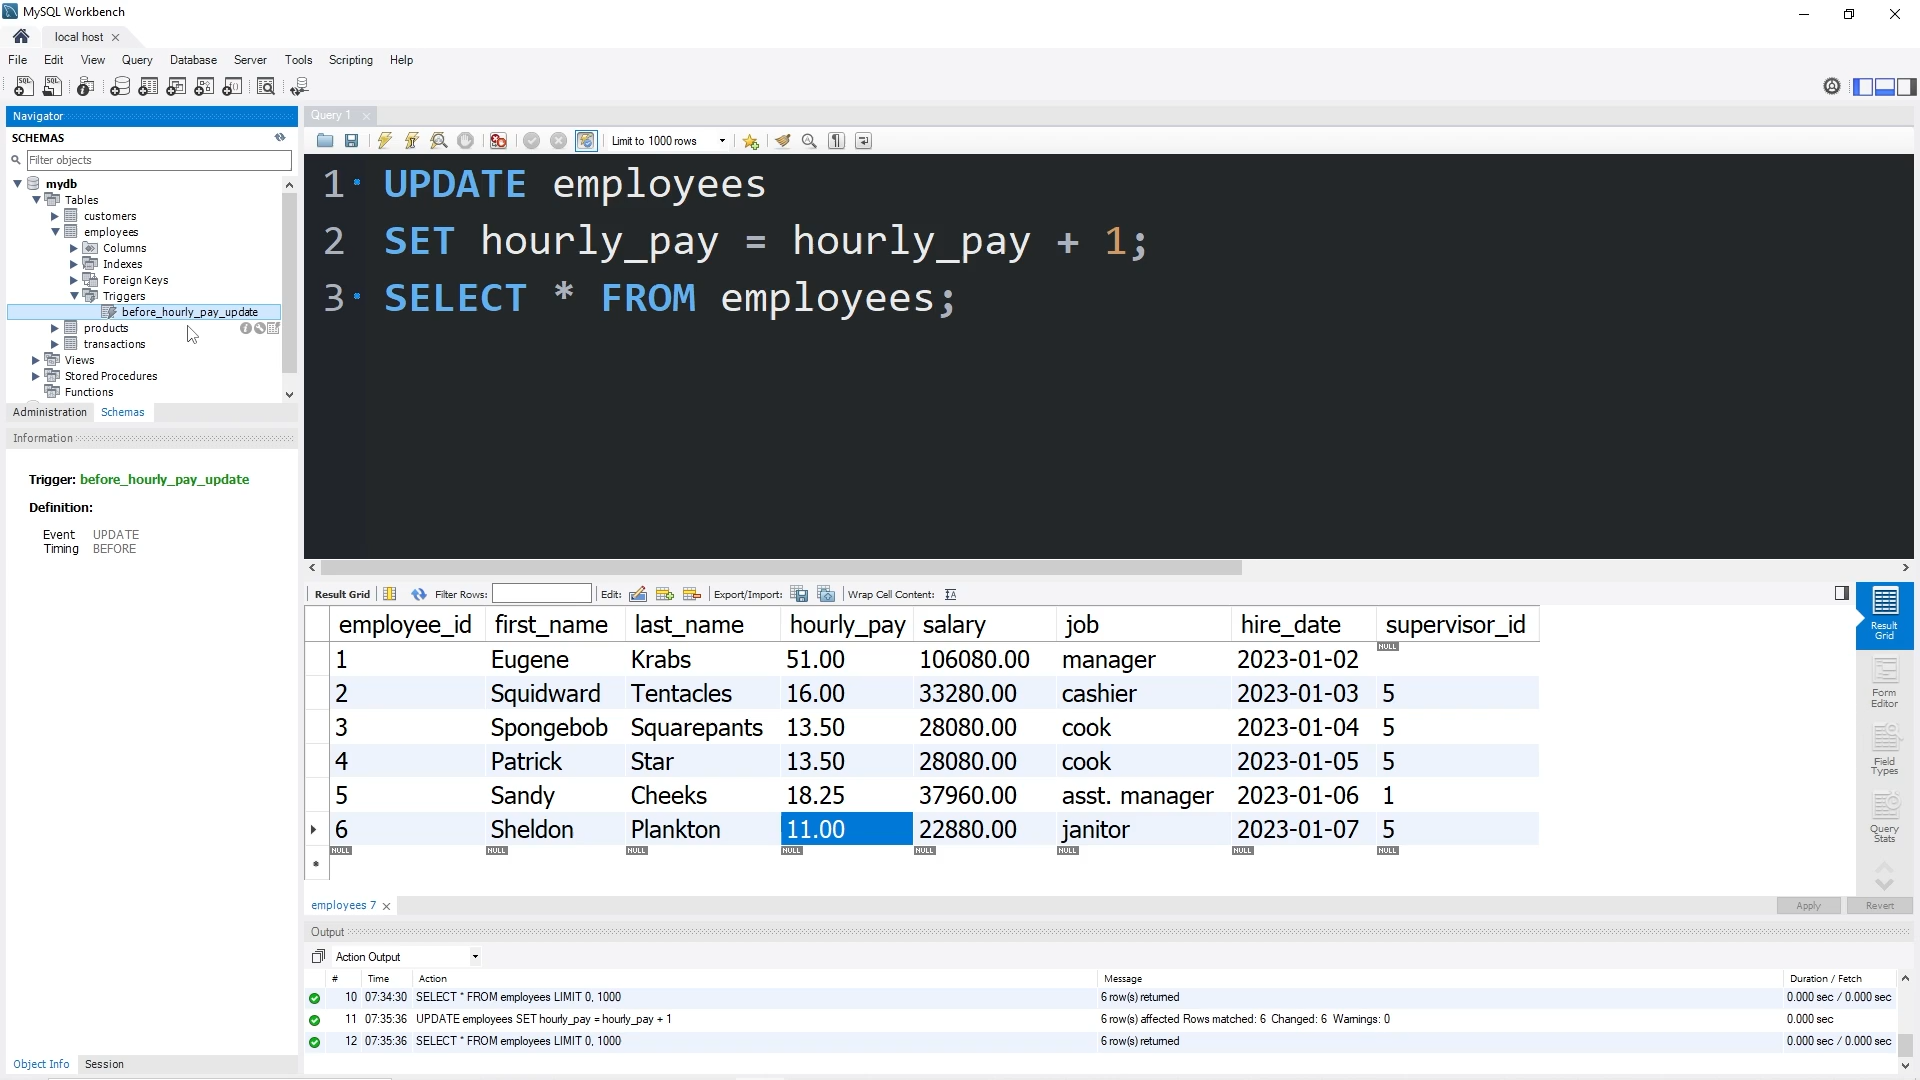 MySQL Workbench
local host
File Edit View Query Database Server Tools Scripting Help
Navigator
SCHEMAS
Filter objects
mydb
Tables
customers
employees
Columns
Indexes
Foreign Keys
Triggers
before_hourly_pay_update
products
transactions
Views
Stored Procedures
Functions
Administration Schemas
Information
Trigger: before_hourly_pay_update
Definition:
Event UPDATE
Timing BEFORE
Object Info Session
Query 1
Limit to 1000 rows
1 UPDATE employees
2 SET hourly_pay = hourly_pay + 1;
3 SELECT * FROM employees;
Result Grid Filter Rows: Edit: Export/Import: Wrap Cell Content:
employee_id first_name last_name hourly_pay salary job hire_date supervisor_id
1 Eugene Krabs 51.00 106080.00 manager 2023-01-02 NULL
2 Squidward Tentacles 16.00 33280.00 cashier 2023-01-03 5
3 Spongebob Squarepants 13.50 28080.00 cook 2023-01-04 5
4 Patrick Star 13.50 28080.00 cook 2023-01-05 5
5 Sandy Cheeks 18.25 37960.00 asst. manager 2023-01-06 1
6 Sheldon Plankton 11.00 22880.00 janitor 2023-01-07 5
NULL NULL NULL NULL NULL NULL NULL NULL
Result
Grid
Form
Editor
Field
Types
Query
Stats
employees 7
Apply Revert
Output
Action Output
# Time Action Message Duration / Fetch
10 07:34:30 SELECT * FROM employees LIMIT 0, 1000 6 row(s) returned 0.000 sec / 0.000 sec
11 07:35:36 UPDATE employees SET hourly_pay = hourly_pay + 1 6 row(s) affected Rows matched: 6 Changed: 6 Warnings: 0 0.000 sec
12 07:35:36 SELECT * FROM employees LIMIT 0, 1000 6 row(s) returned 0.000 sec / 0.000 sec